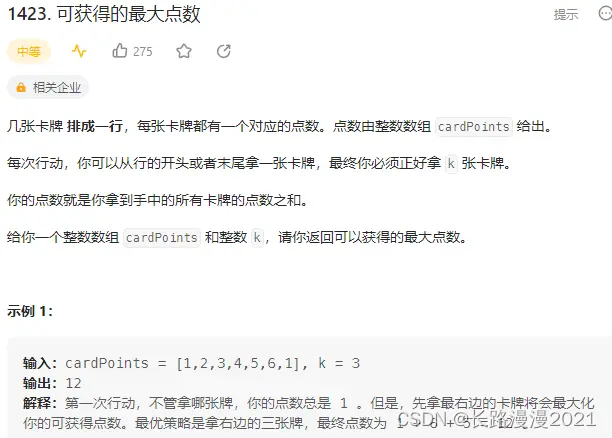 1423. 可获得的最大点数
提示
中等 275
相关企业
几张卡牌 排成一行，每张卡牌都有一个对应的点数。点数由整数数组 cardPoints 给出。
每次行动，你可以从行的开头或者末尾拿一张卡牌，最终你必须正好拿 k 张卡牌。
你的点数就是你拿到手中的所有卡牌的点数之和。
给你一个整数数组 cardPoints 和整数 k，请你返回可以获得的最大点数。
示例 1：
输入：cardPoints = [1,2,3,4,5,6,1], k = 3
输出：12
解释：第一次行动，不管拿哪张牌，你的点数总是 1 。但是，先拿最右边的卡牌将会最大化
你的可获得点数。最优策略是拿右边的三张牌，最终点数为 1 + 6 + 5
CSDN @长路漫漫2021